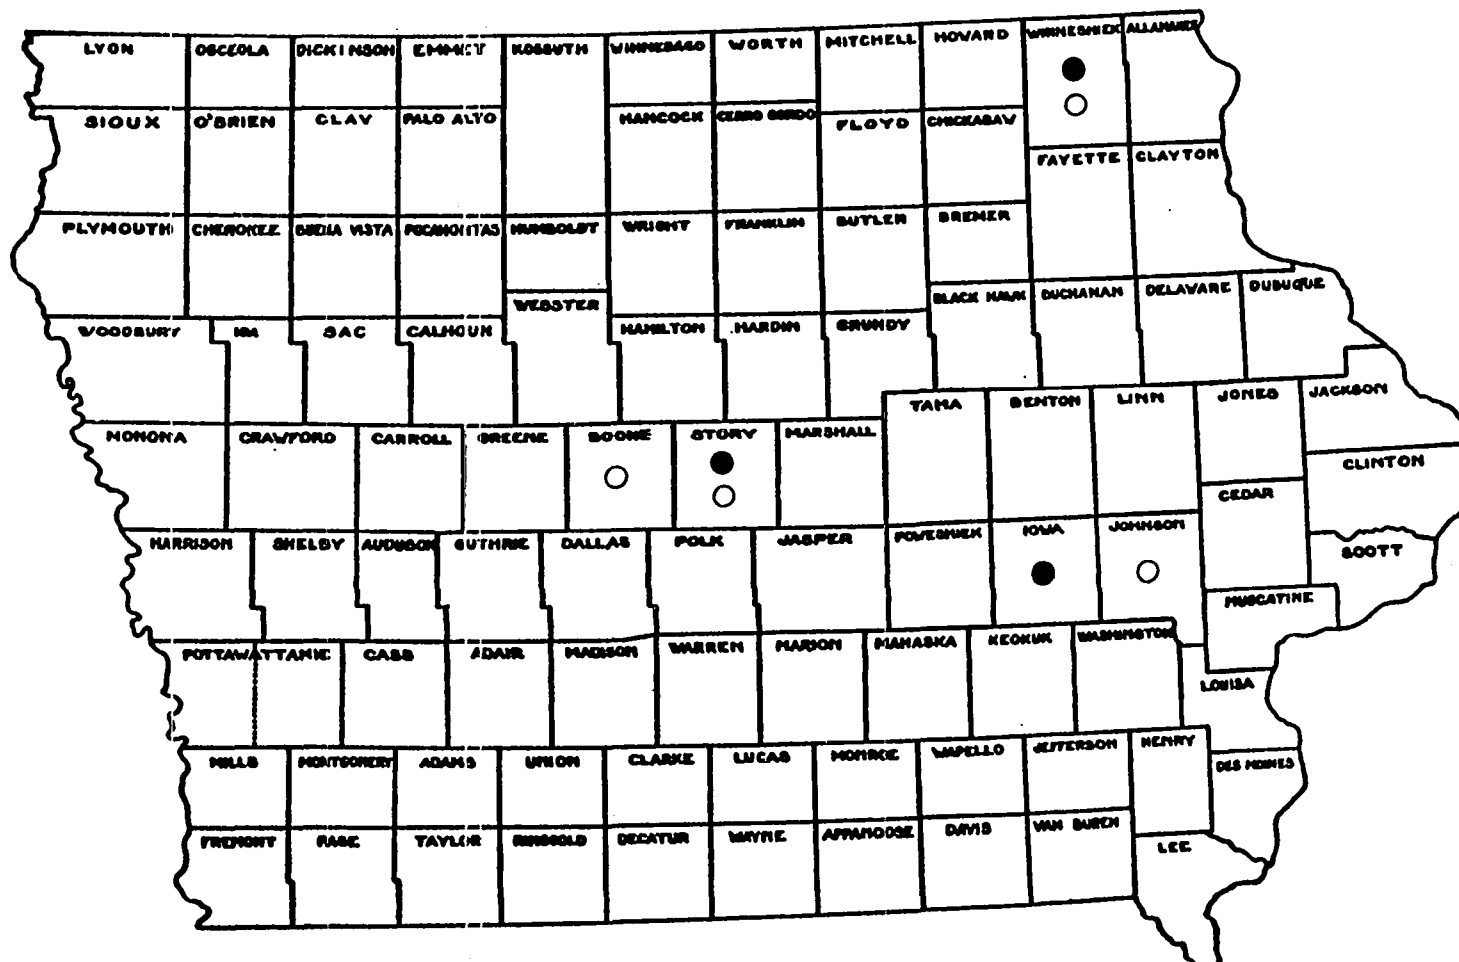 LYON OSCEOLA DICKINSON EMMET KOSSUTH WINNEBAGO WORTH MITCHELL HOWARD WINNESHIEK ALLAMAKEE
SIOUX O'BRIEN CLAY PALO ALTO HANCOCK CERRO GORDO FLOYD CHICKASAW
FAYETTE CLAYTON
PLYMOUTH CHEROKEE BUENA VISTA POCAHONTAS HUMBOLDT WRIGHT FRANKLIN BUTLER BREMER
WOODBURY IDA SAC CALHOUN WEBSTER HAMILTON HARDIN GRUNDY BLACK HAWK BUCHANAN DELAWARE DUBUQUE
MONONA CRAWFORD CARROLL GREENE BOONE STORY MARSHALL TAMA BENTON LINN JONES JACKSON
CEDAR CLINTON
HARRISON SHELBY AUDUBON GUTHRIE DALLAS POLK JASPER POWESHIEK IOWA JOHNSON SCOTT
MUSCATINE
POTTAWATTAMIE CASS ADAIR MADISON WARREN MARION MAHASKA KEOKUK WASHINGTON
LOUISA
MILLS MONTGOMERY ADAMS UNION CLARKE LUCAS MONROE WAPELLO JEFFERSON HENRY DES MOINES
FREMONT PAGE TAYLOR RINGGOLD DECATUR WAYNE APPANOOSE DAVIS VAN BUREN LEE